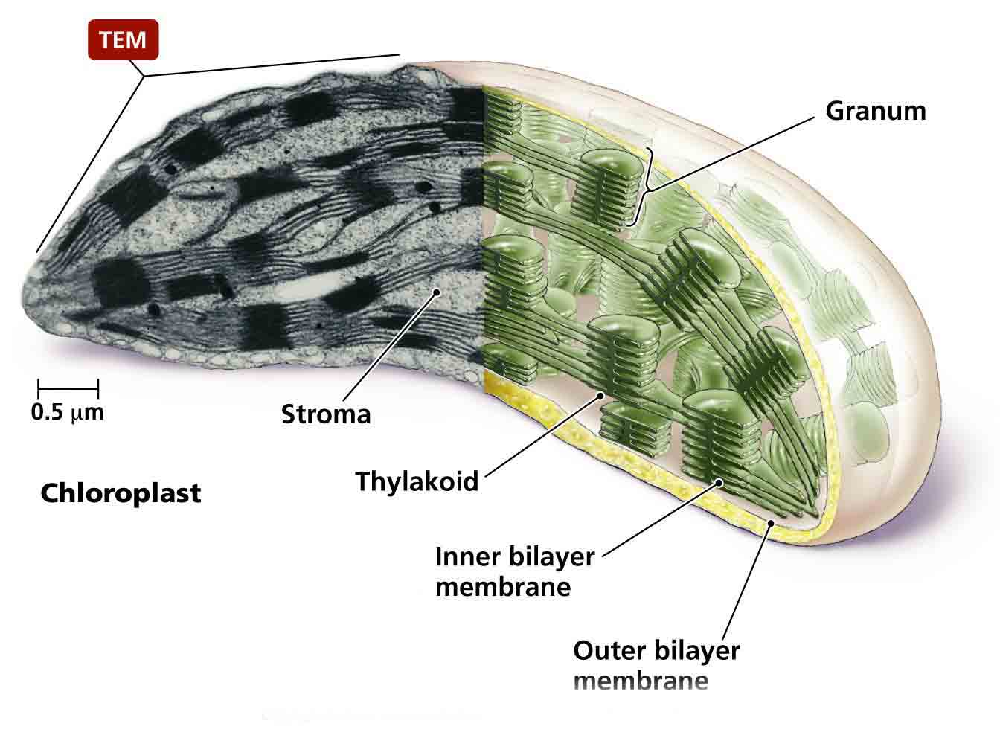 TEM
Granum
0.5 μm
Stroma
Thylakoid
Chloroplast
Inner bilayer
membrane
Outer bilayer
membrane